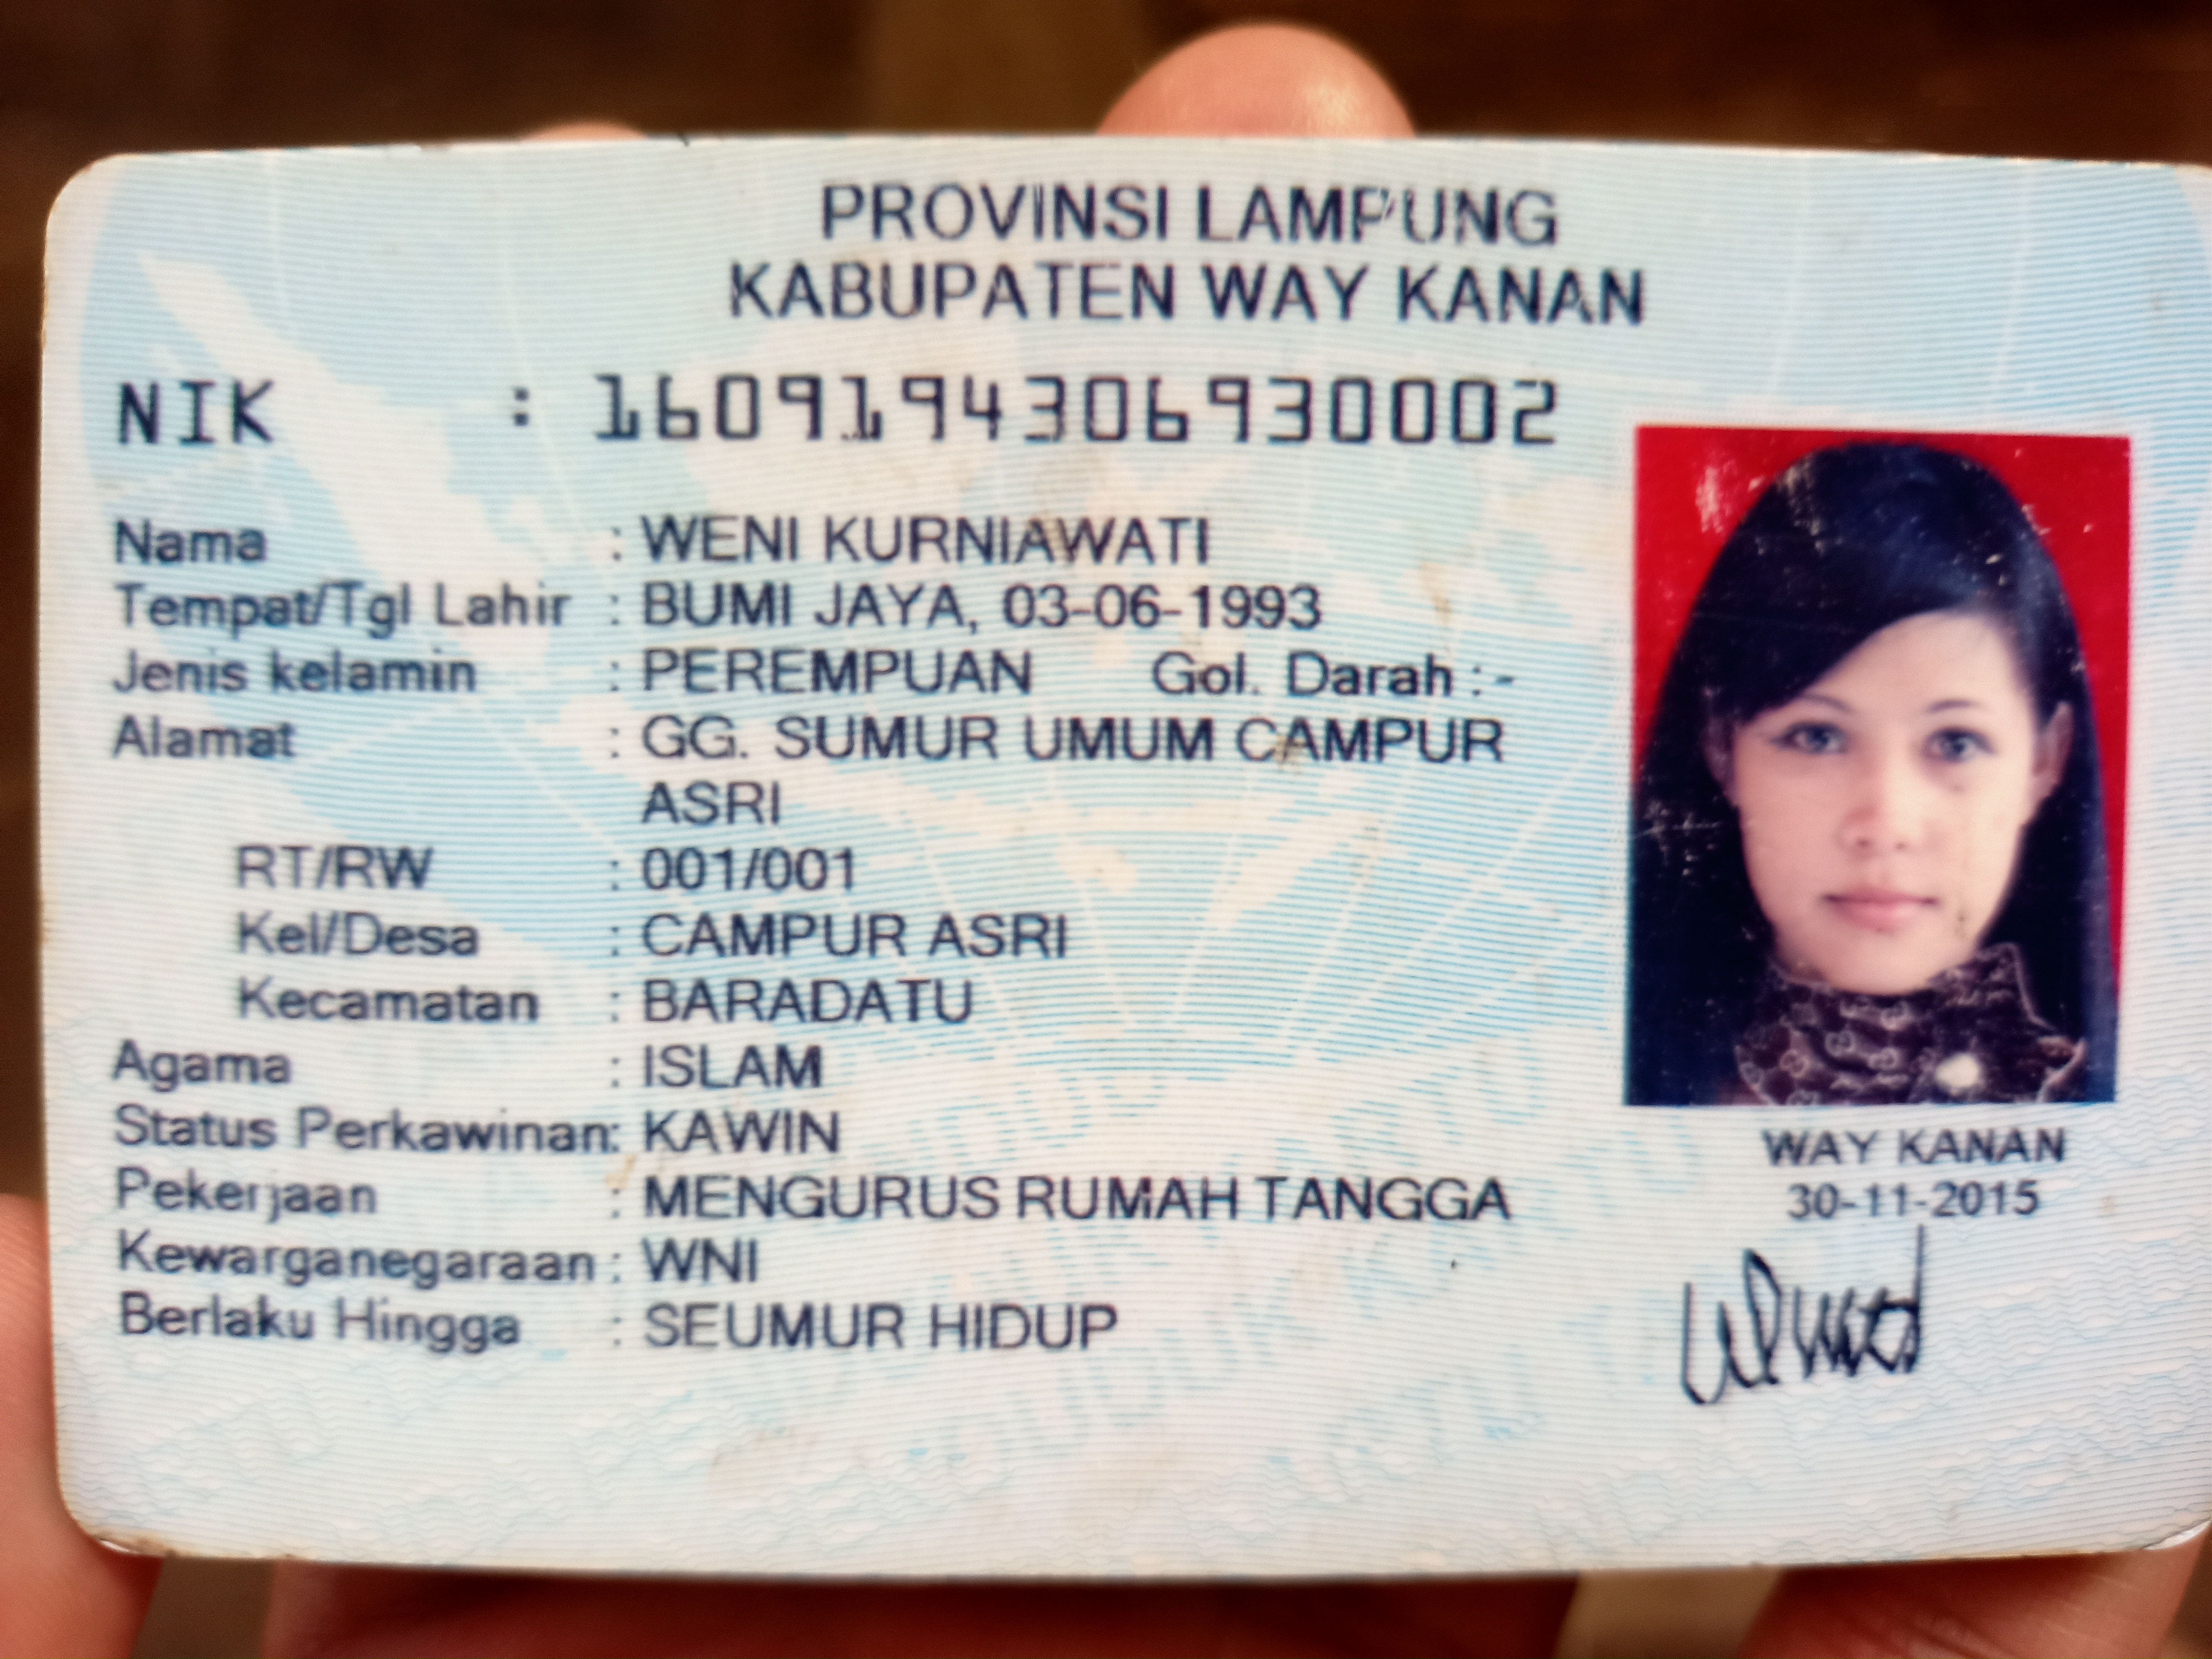 PROVINSI LAMPUNG
KABUPATEN WAY KANAN
NIK : 1609194306930002
Nama : WENI KURNIAWATI
Tempat/Tgl Lahir : BUMI JAYA, 03-06-1993
Jenis kelamin : PEREMPUAN Gol. Darah : -
Alamat : GG. SUMUR UMUM CAMPUR
ASRI
RT/RW : 001/001
Kel/Desa : CAMPUR ASRI
Kecamatan : BARADATU
Agama : ISLAM
Status Perkawinan: KAWIN
Pekerjaan : MENGURUS RUMAH TANGGA
Kewarganegaraan : WNI
Berlaku Hingga : SEUMUR HIDUP
WAY KANAN
30-11-2015